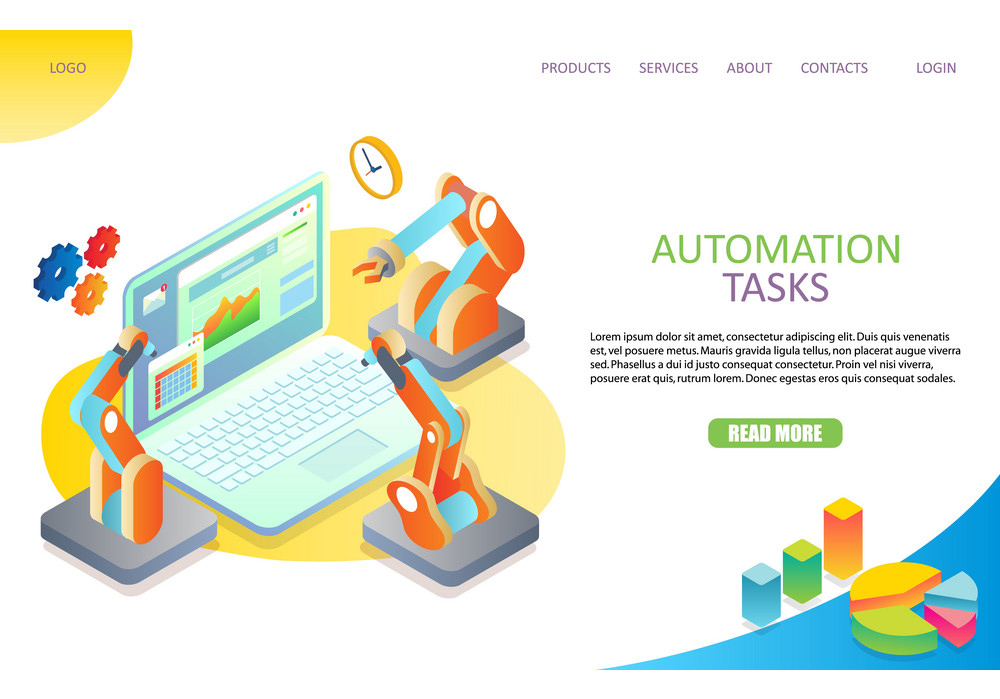 LOGO
PRODUCTS SERVICES ABOUT CONTACTS LOGIN
AUTOMATION
TASKS
Lorem ipsum dolor sit amet, consectetur adipiscing elit. Duis quis venenatis
est, vel posuere metus. Mauris gravida ligula tellus, non placerat augue viverra
sed. Phasellus a dui id justo consequat consectetur. Proin vel nisi viverra,
posuere erat quis, rutrum lorem. Donec egestas eros quis consequat sodales.
READ MORE